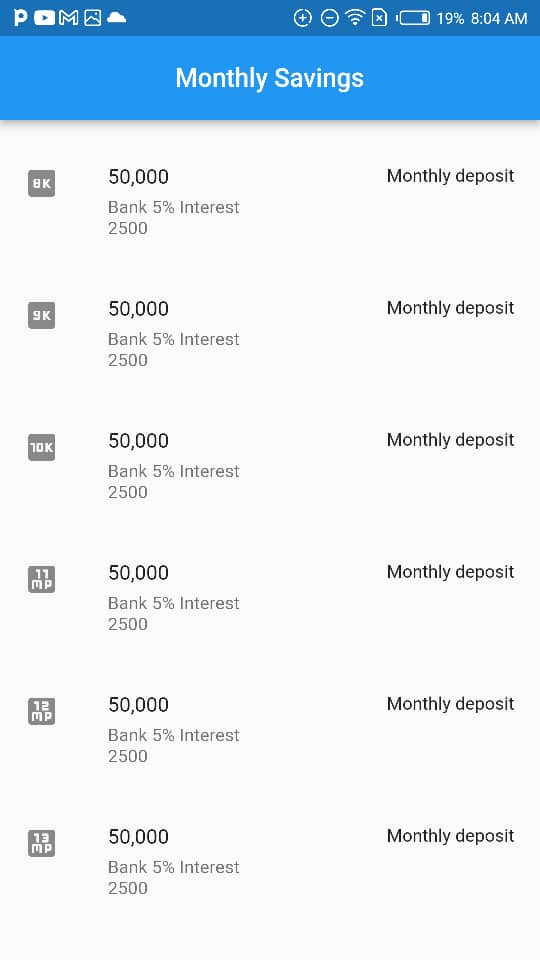 19% 8:04 AM
Monthly Savings
8K 50,000 Monthly deposit
Bank 5% Interest
2500
9K 50,000 Monthly deposit
Bank 5% Interest
2500
10K 50,000 Monthly deposit
Bank 5% Interest
2500
11 MP 50,000 Monthly deposit
Bank 5% Interest
2500
12 MP 50,000 Monthly deposit
Bank 5% Interest
2500
13 MP 50,000 Monthly deposit
Bank 5% Interest
2500